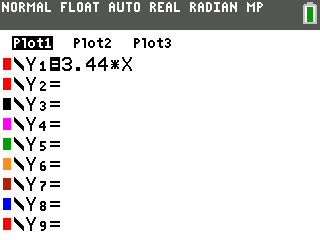 NORMAL FLOAT AUTO REAL RADIAN MP
Plot1 Plot2 Plot3
\Y₁=3.44*X
\Y₂=
\Y₃=
\Y₄=
\Y₅=
\Y₆=
\Y₇=
\Y₈=
\Y₉=